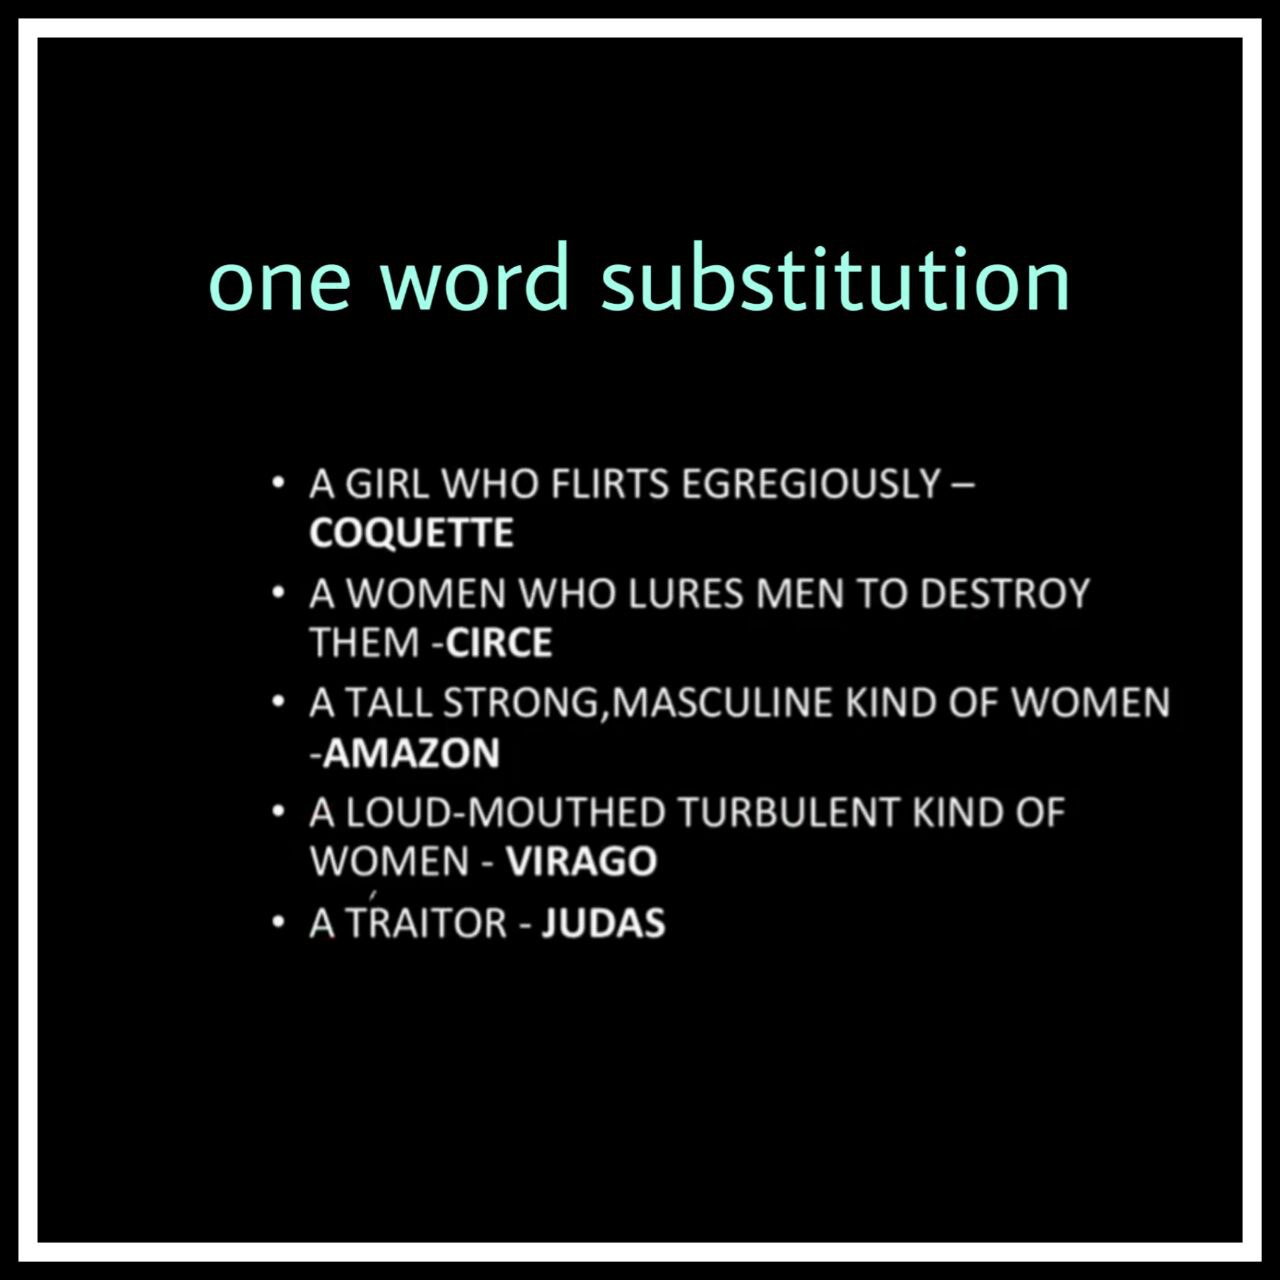 one word substitution
• A GIRL WHO FLIRTS EGREGIOUSLY –
COQUETTE
• A WOMEN WHO LURES MEN TO DESTROY
THEM -CIRCE
• A TALL STRONG,MASCULINE KIND OF WOMEN
-AMAZON
• A LOUD-MOUTHED TURBULENT KIND OF
WOMEN - VIRAGO
• A TRAITOR - JUDAS